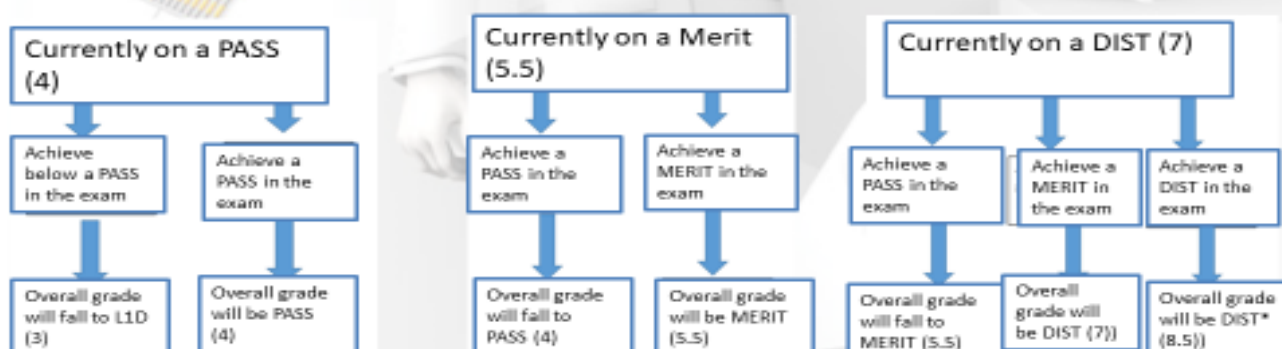 Currently on a PASS
(4)
Achieve
below a PASS
in the exam
Achieve a
PASS in the
exam
Overall grade
will fall to L1D
(3)
Overall grade
will be PASS
(4)
Currently on a Merit
(5.5)
Achieve a
PASS in the
exam
Achieve a
MERIT in the
exam
Overall grade
will fall to
PASS (4)
Overall grade
will be MERIT
(5.5)
Currently on a DIST (7)
Achieve a
PASS in the
exam
Achieve a
MERIT in
the exam
Achieve a
DIST in the
exam
Overall grade
will fall to
MERIT (5.5)
Overall
grade will
be DIST (7))
Overall grade
will be DIST*
(8.5))